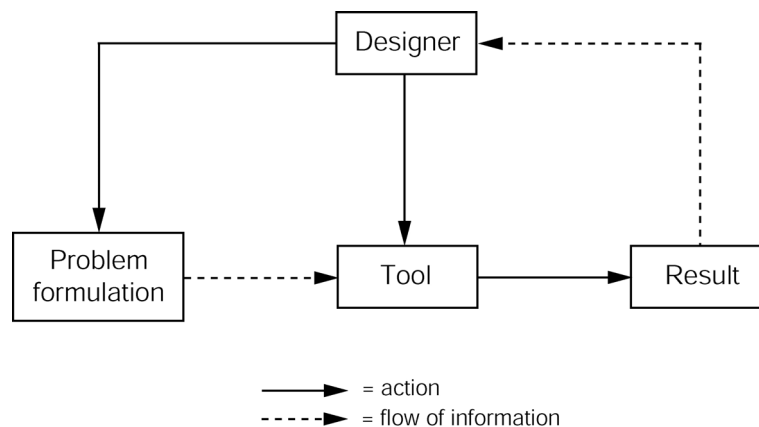 Designer
Problem
formulation
Tool
Result
= action
= flow of information